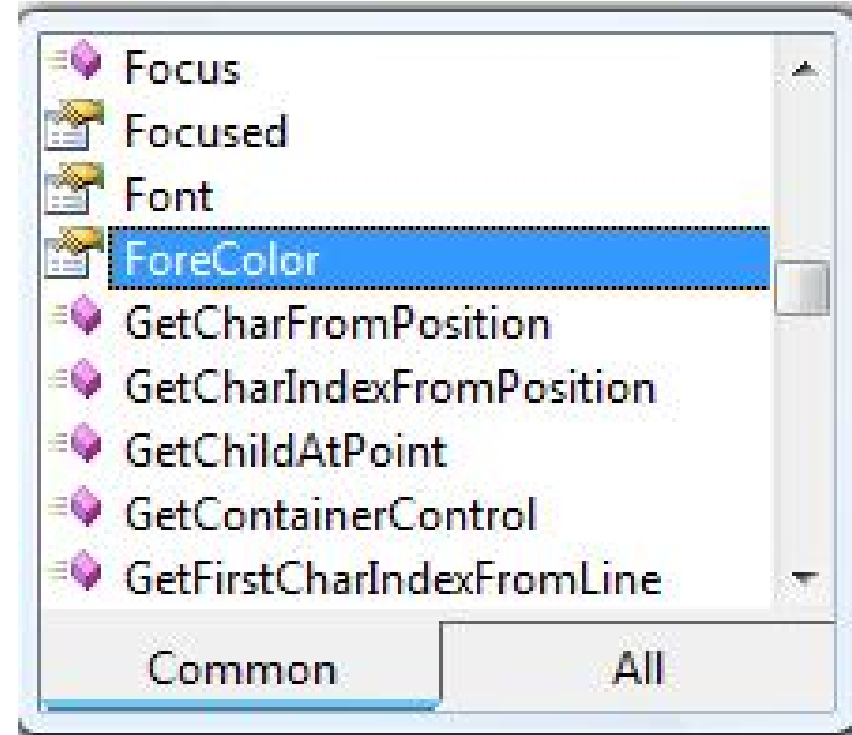 Focus
Focused
Font
ForeColor
GetCharFromPosition
GetCharIndexFromPosition
GetChildAtPoint
GetContainerControl
GetFirstCharIndexFromLine
Common All